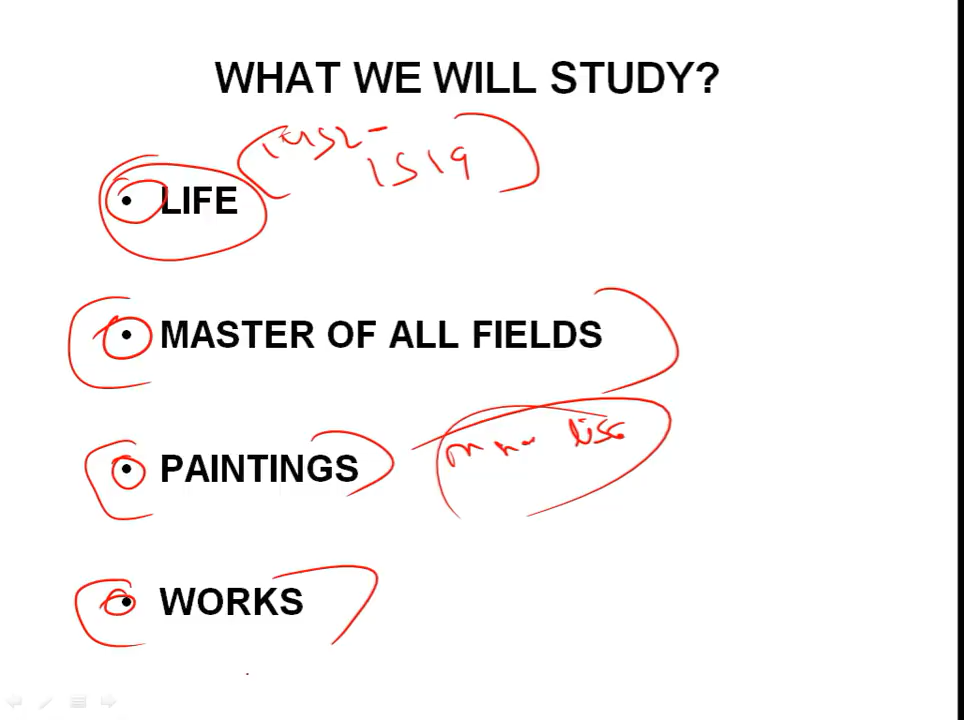 WHAT WE WILL STUDY?
1452-
1519
• LIFE
• MASTER OF ALL FIELDS
• PAINTINGS
• WORKS